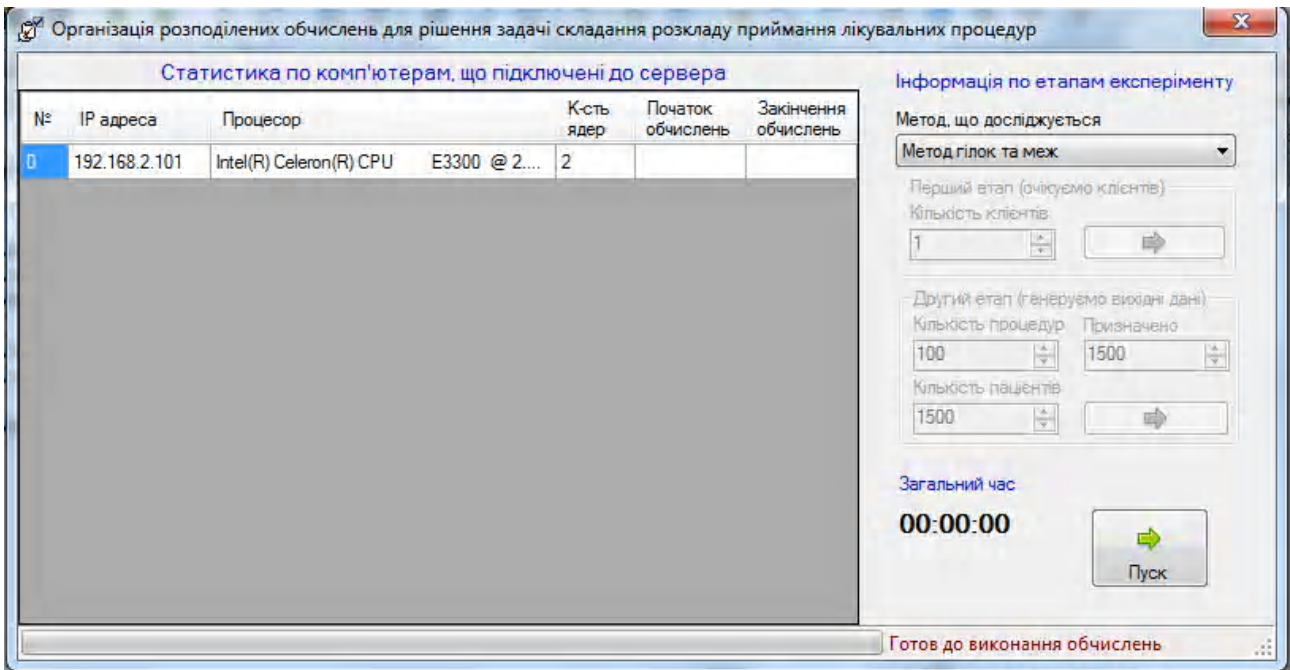 Організація розподілених обчислень для рішення задачі складання розкладу приймання лікувальних процедур
Статистика по комп'ютерам, що підключені до сервера
№ IP адреса Процесор К-сть ядер Початок обчислень Закінчення обчислень
0 192.168.2.101 Intel(R) Celeron(R) CPU E3300 @ 2.... 2
Інформація по етапам експерименту
Метод, що досліджується
Метод гілок та меж
Перший етап (очікуємо клієнтів)
Кількість клієнтів
1
Другий етап (генеруємо вихідні дані)
Кількість процедур Призначено
100 1500
Кількість пацієнтів
1500
Загальний час
00:00:00
Пуск
Готов до виконання обчислень